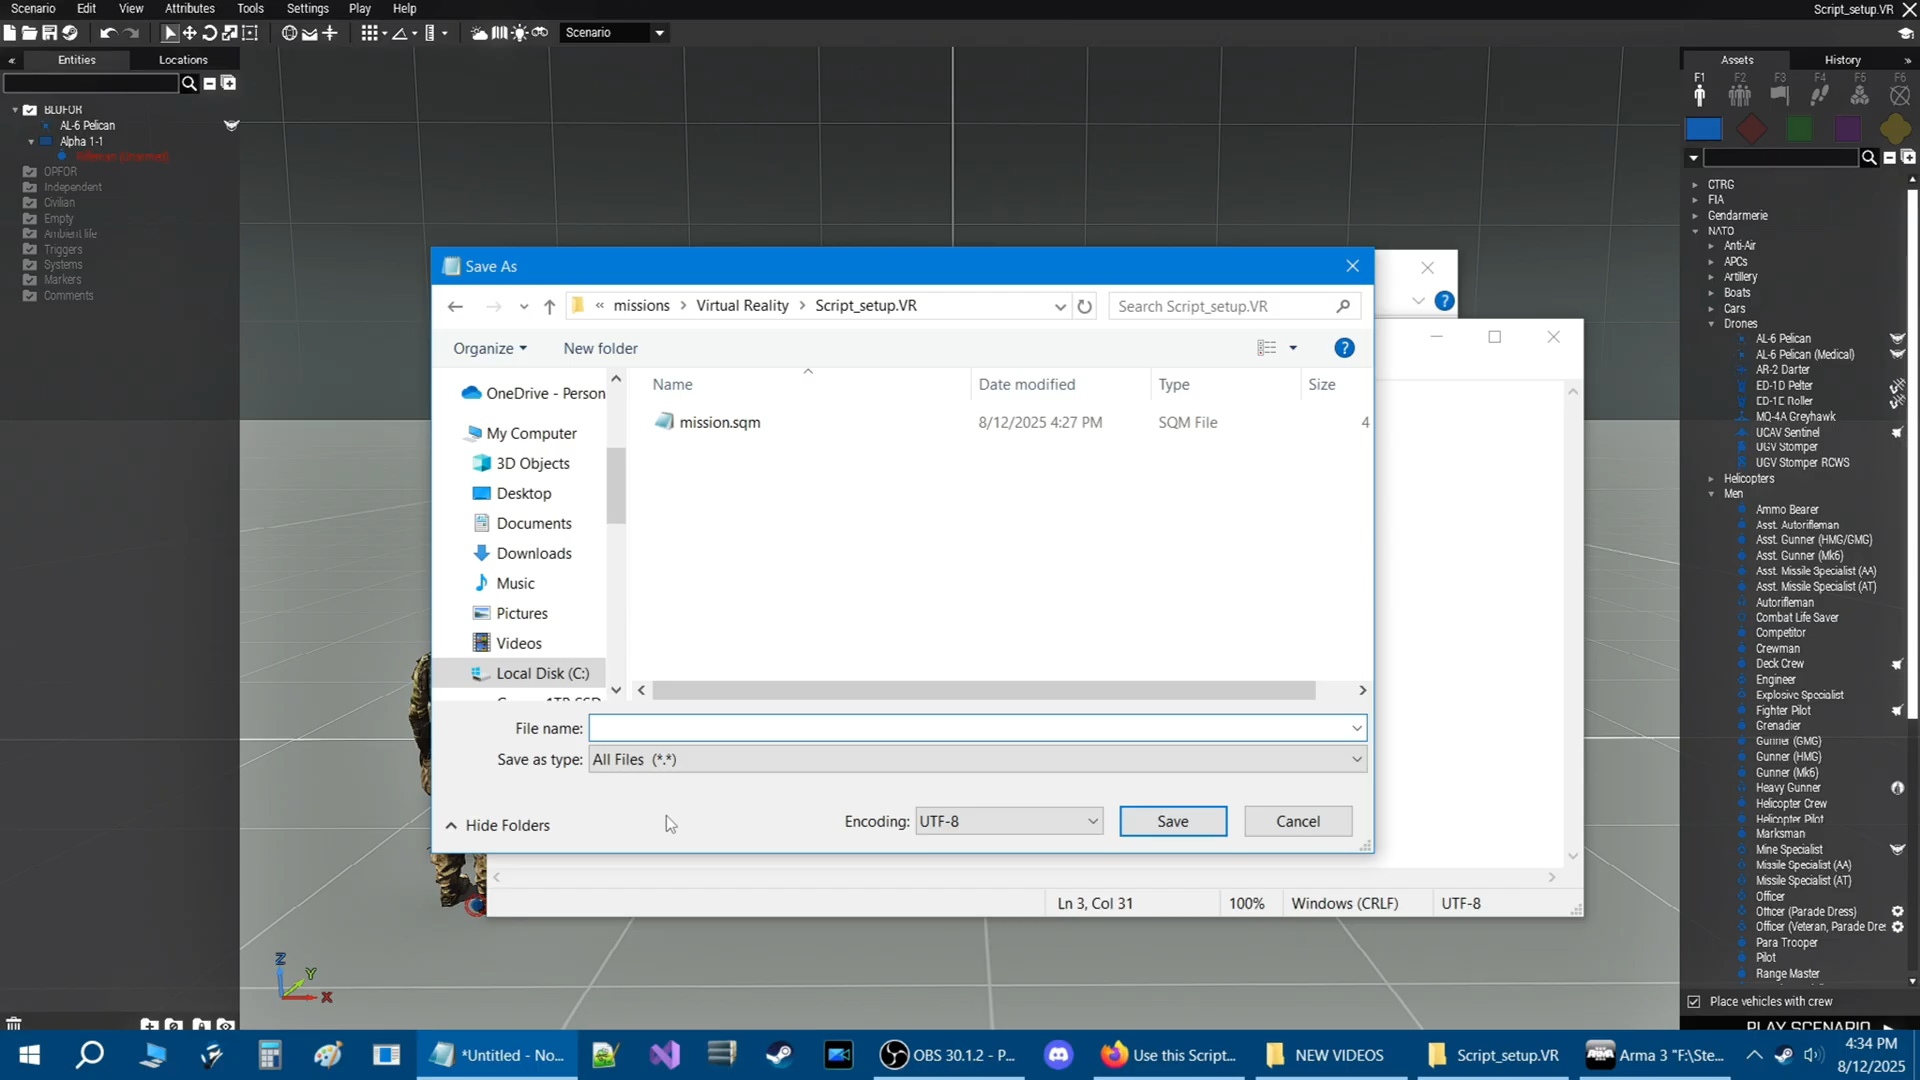 Scenario Edit View Attributes Tools Settings Play Help
Script_setup.VR
Scenario
Entities Locations
BLUFOR
AL-6 Pelican
Alpha 1-1
OPFOR
Independent
Civilian
Empty
Ambient life
Triggers
Systems
Markers
Comments
Save As
« missions > Virtual Reality > Script_setup.VR
Search Script_setup.VR
Organize New folder
Name Date modified Type Size
mission.sqm 8/12/2025 4:27 PM SQM File 4
OneDrive - Person
My Computer
3D Objects
Desktop
Documents
Downloads
Music
Pictures
Videos
Local Disk (C:)
File name:
Save as type: All Files (*.*)
Hide Folders
Encoding: UTF-8
Save
Cancel
Ln 3, Col 31 100% Windows (CRLF) UTF-8
Z
Y
X
Assets History
F1 F2 F3 F4 F5 F6
CTRG
FIA
Gendarmerie
NATO
Anti-Air
APCs
Artillery
Boats
Cars
Drones
AL-6 Pelican
AL-6 Pelican (Medical)
AR-2 Darter
ED-1D Pelter
ED-1E Roller
MQ-4A Greyhawk
UCAV Sentinel
UGV Stomper
UGV Stomper RCWS
Helicopters
Men
Ammo Bearer
Asst. Autorifleman
Asst. Gunner (HMG/GMG)
Asst. Gunner (Mk6)
Asst. Missile Specialist (AA)
Asst. Missile Specialist (AT)
Autorifleman
Combat Life Saver
Competitor
Crewman
Deck Crew
Engineer
Explosive Specialist
Fighter Pilot
Grenadier
Gunner (GMG)
Gunner (HMG)
Gunner (Mk6)
Heavy Gunner
Helicopter Crew
Helicopter Pilot
Marksman
Mine Specialist
Missile Specialist (AA)
Missile Specialist (AT)
Officer
Officer (Parade Dress)
Officer (Veteran, Parade Dre
Para Trooper
Pilot
Range Master
Place vehicles with crew
PLAY SCENARIO
*Untitled - No...
OBS 30.1.2 - P...
Use this Script...
NEW VIDEOS
Script_setup.VR
Arma 3 "F:\Ste...
4:34 PM
8/12/2025